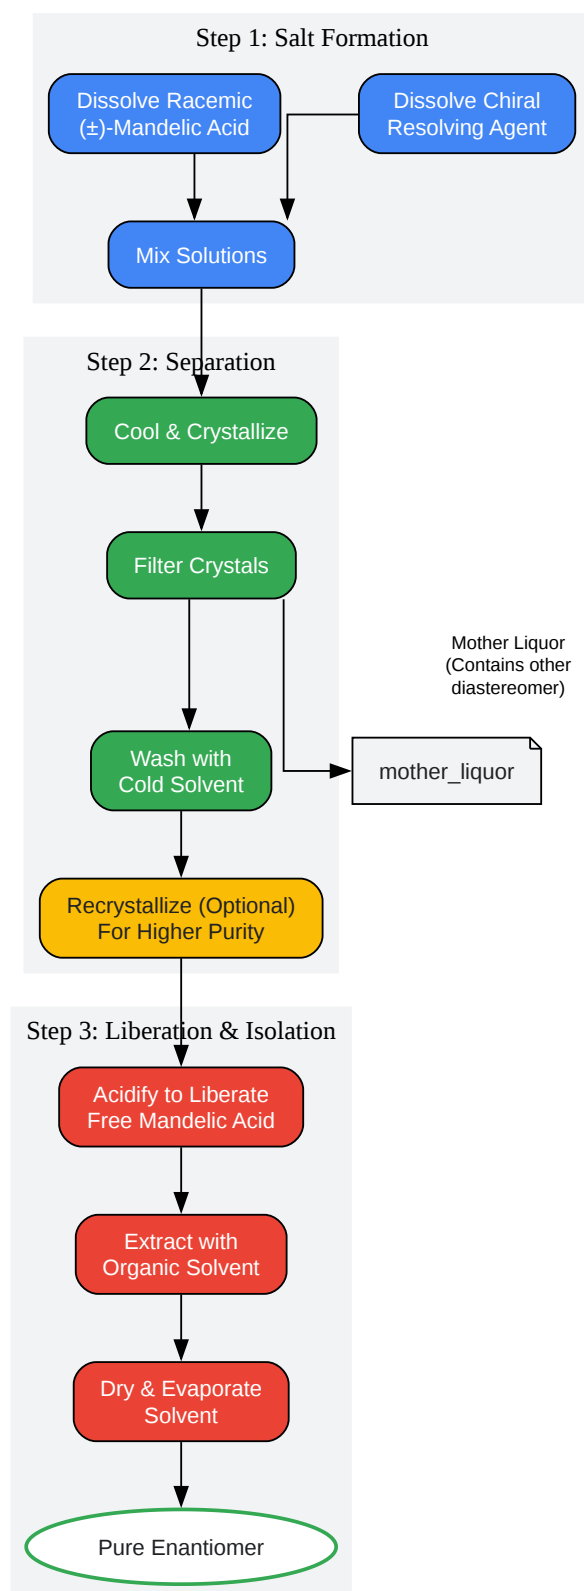 Step 1: Salt Formation
Dissolve Racemic
(±)-Mandelic Acid
Dissolve Chiral
Resolving Agent
Mix Solutions
Step 2: Separation
Cool & Crystallize
Filter Crystals
Mother Liquor
(Contains other
diastereomer)
Wash with
Cold Solvent
mother_liquor
Recrystallize (Optional)
For Higher Purity
Step 3: Liberation & Isolation
Acidify to Liberate
Free Mandelic Acid
Extract with
Organic Solvent
Dry & Evaporate
Solvent
Pure Enantiomer